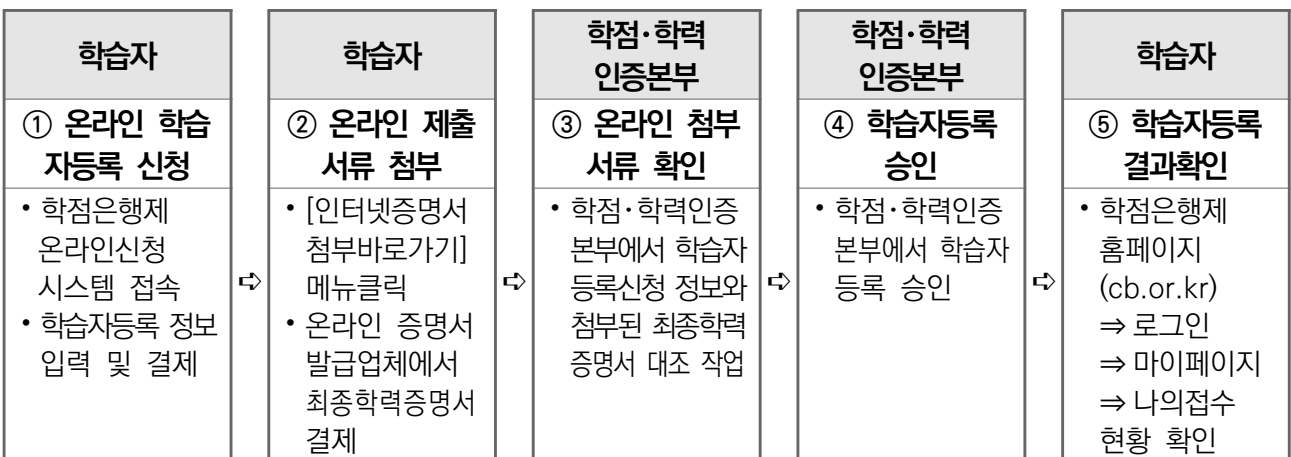 학습자
① 온라인 학습
자등록 신청
• 학점은행제
온라인신청
시스템 접속
• 학습자등록 정보
입력 및 결제
⇨
학습자
② 온라인 제출
서류 첨부
• [인터넷증명서
첨부바로가기]
메뉴클릭
• 온라인 증명서
발급업체에서
최종학력증명서
결제
⇨
학점·학력
인증본부
③ 온라인 첨부
서류 확인
• 학점·학력인증
본부에서 학습자
등록신청 정보와
첨부된 최종학력
증명서 대조 작업
⇨
학점·학력
인증본부
④ 학습자등록
승인
• 학점·학력인증
본부에서 학습자
등록 승인
⇨
학습자
⑤ 학습자등록
결과확인
• 학점은행제
홈페이지
(cb.or.kr)
⇒ 로그인
⇒ 마이페이지
⇒ 나의접수
현황 확인